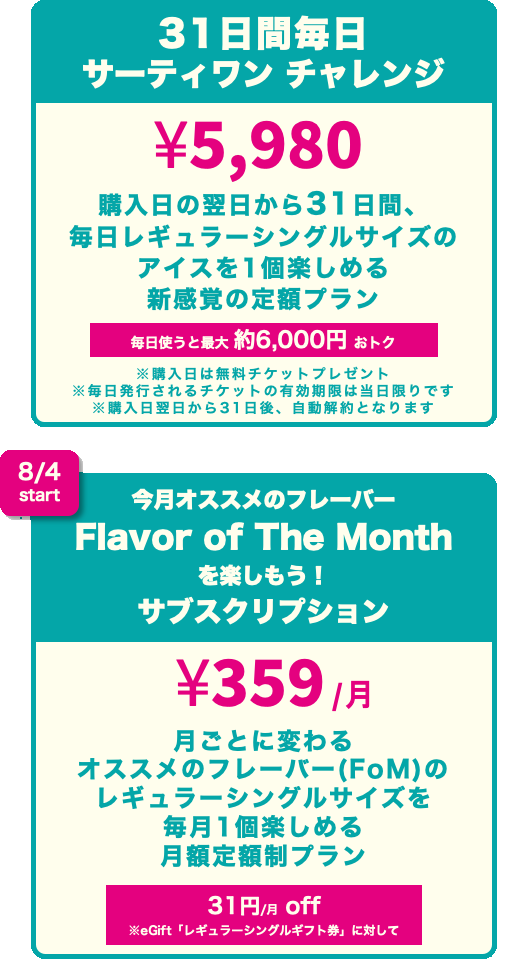 31日間毎日
サーティワン チャレンジ
¥5,980
購入日の翌日から31日間、
毎日レギュラーシングルサイズの
アイスを1個楽しめる
新感覚の定額プラン
毎日使うと最大 約6,000円 おトク
※購入日は無料チケットプレゼント
※毎日発行されるチケットの有効期限は当日限りです
※購入日翌日から31日後、自動解約となります
8/4
start
今月オススメのフレーバー
Flavor of The Month
を楽しもう！
サブスクリプション
¥359 /月
月ごとに変わる
オススメのフレーバー(FoM)の
レギュラーシングルサイズを
毎月1個楽しめる
月額定額制プラン
31円/月 off
※eGift「レギュラーシングルギフト券」に対して